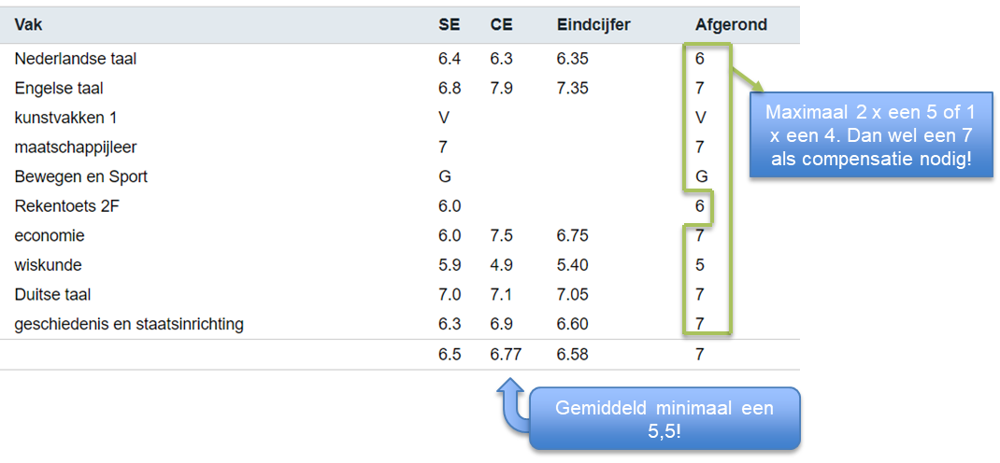 Vak SE CE Eindcijfer Afgerond
Nederlandse taal 6.4 6.3 6.35 6
Engelse taal 6.8 7.9 7.35 7
kunstvakken 1 V V
maatschappijleer 7 7
Bewegen en Sport G G
Rekentoets 2F 6.0 6
economie 6.0 7.5 6.75 7
wiskunde 5.9 4.9 5.40 5
Duitse taal 7.0 7.1 7.05 7
geschiedenis en staatsinrichting 6.3 6.9 6.60 7
6.5 6.77 6.58 7
Maximaal 2 x een 5 of 1
x een 4. Dan wel een 7
als compensatie nodig!
Gemiddeld minimaal een
5,5!